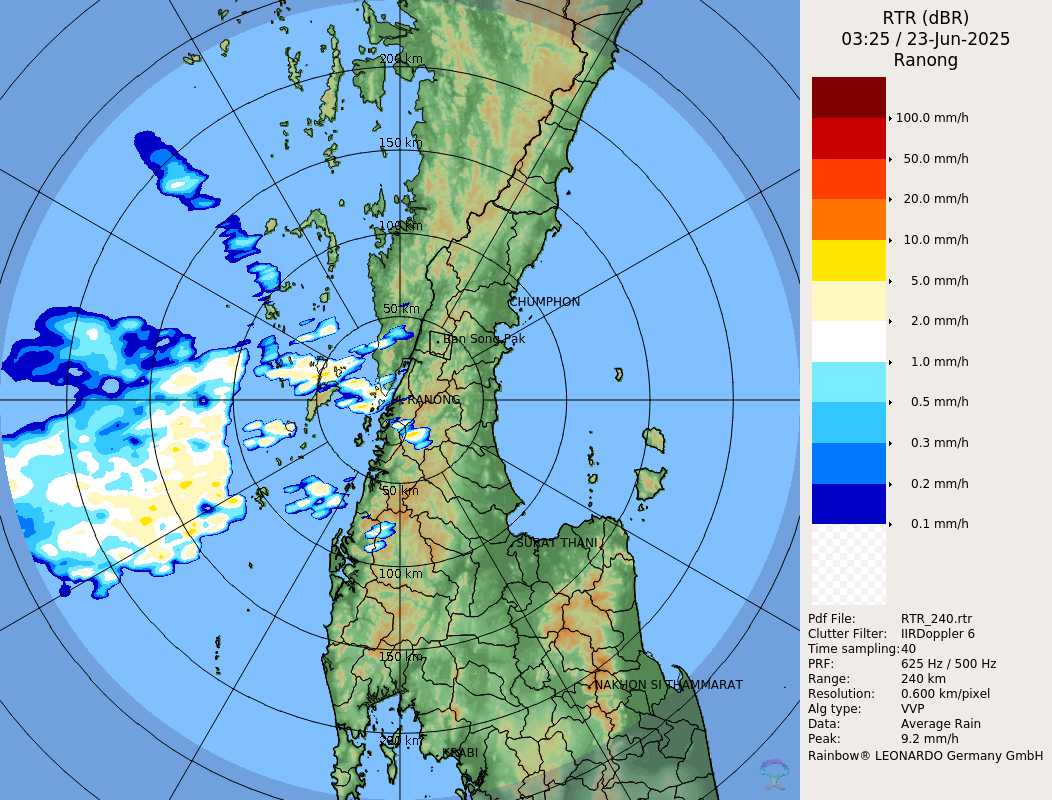 RTR (dBR)
03:25 / 23-Jun-2025
Ranong
100.0 mm/h
50.0 mm/h
20.0 mm/h
10.0 mm/h
5.0 mm/h
2.0 mm/h
1.0 mm/h
0.5 mm/h
0.3 mm/h
0.2 mm/h
0.1 mm/h
Pdf File: RTR_240.rtr
Clutter Filter: IIRDoppler 6
Time sampling:40
PRF: 625 Hz / 500 Hz
Range: 240 km
Resolution: 0.600 km/pixel
Alg type: VVP
Data: Average Rain
Peak: 9.2 mm/h
Rainbow® LEONARDO Germany GmbH
200 km
150 km
100 km
CHUMPHON
50 km
Ban Song Pak
RANONG
50 km
SURAT THANI
100 km
150 km
NAKHON SI THAMMARAT
200 km
KRABI